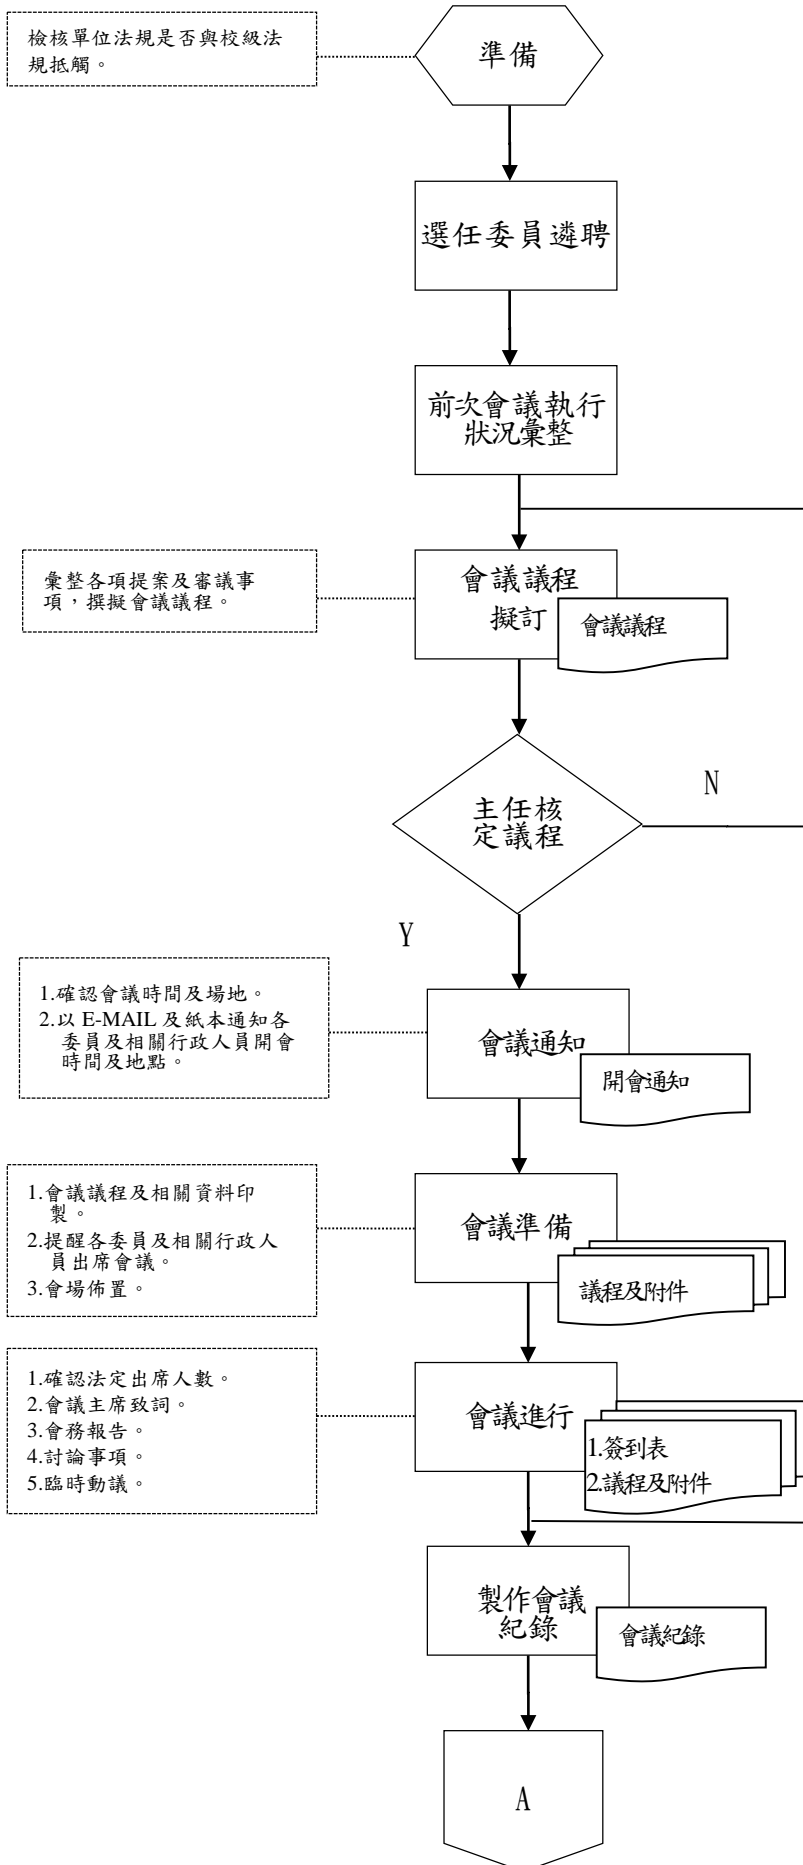 檢核單位法規是否與校級法
規抵觸。
準備
選任委員遴聘
前次會議執行
狀況彙整
彙整各項提案及審議事
項，撰擬會議議程。
會議議程
擬訂
會議議程
主任核
定議程
N
Y
1.確認會議時間及場地。
2.以 E-MAIL 及紙本通知各
委員及相關行政人員開會
時間及地點。
會議通知
開會通知
1.會議議程及相關資料印
製。
2.提醒各委員及相關行政人
員出席會議。
3.會場佈置。
會議準備
議程及附件
1.確認法定出席人數。
2.會議主席致詞。
3.會務報告。
4.討論事項。
5.臨時動議。
會議進行
1.簽到表
2.議程及附件
製作會議
紀錄
會議紀錄
A